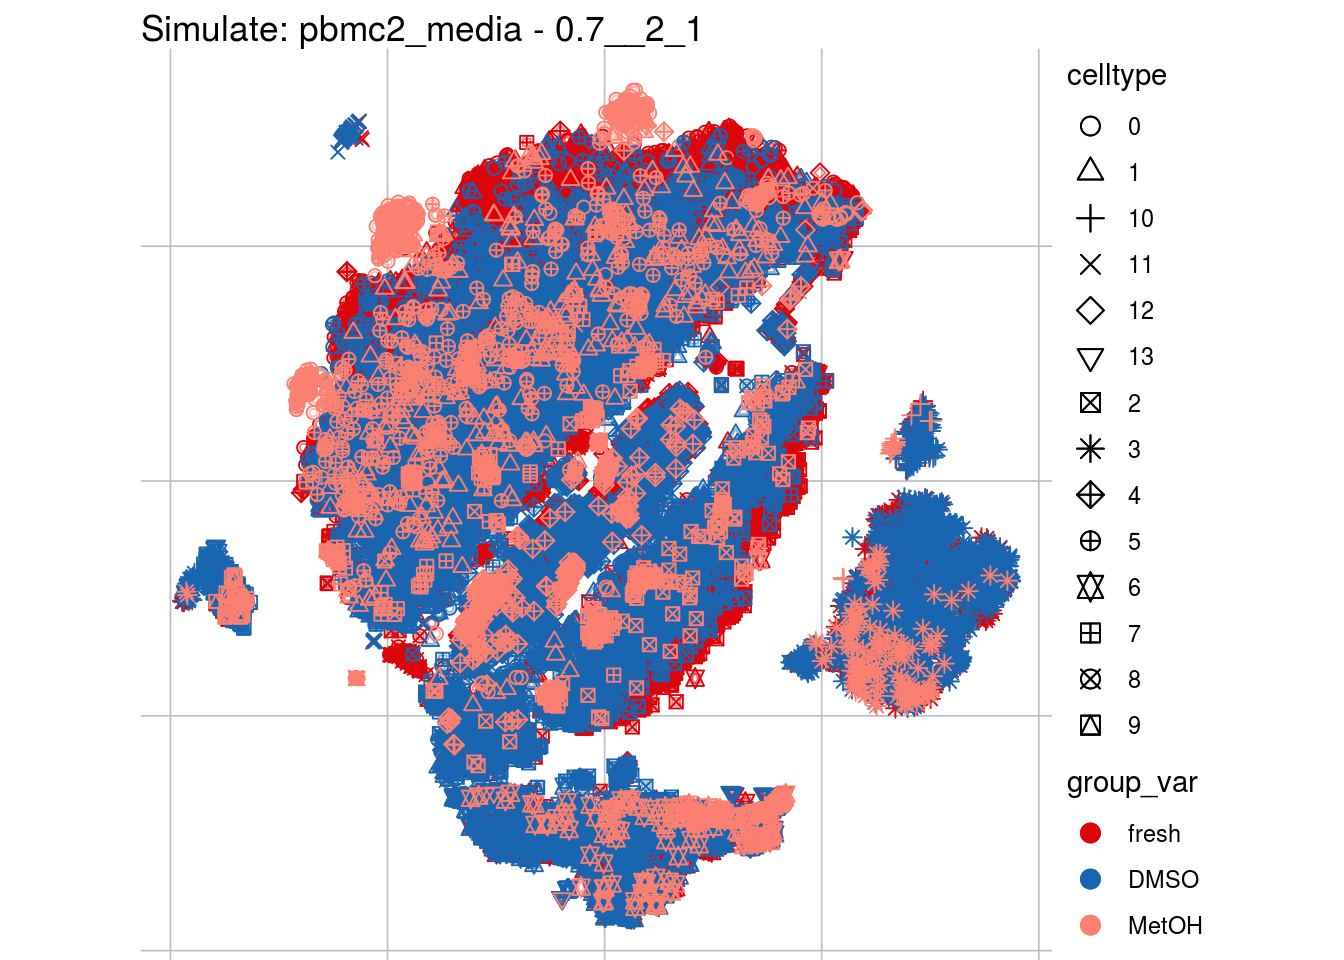 Simulate: pbmc2_media - 0.7__2_1
celltype
0
1
10
11
12
13
2
3
4
5
6
7
8
9
group_var
fresh
DMSO
MetOH